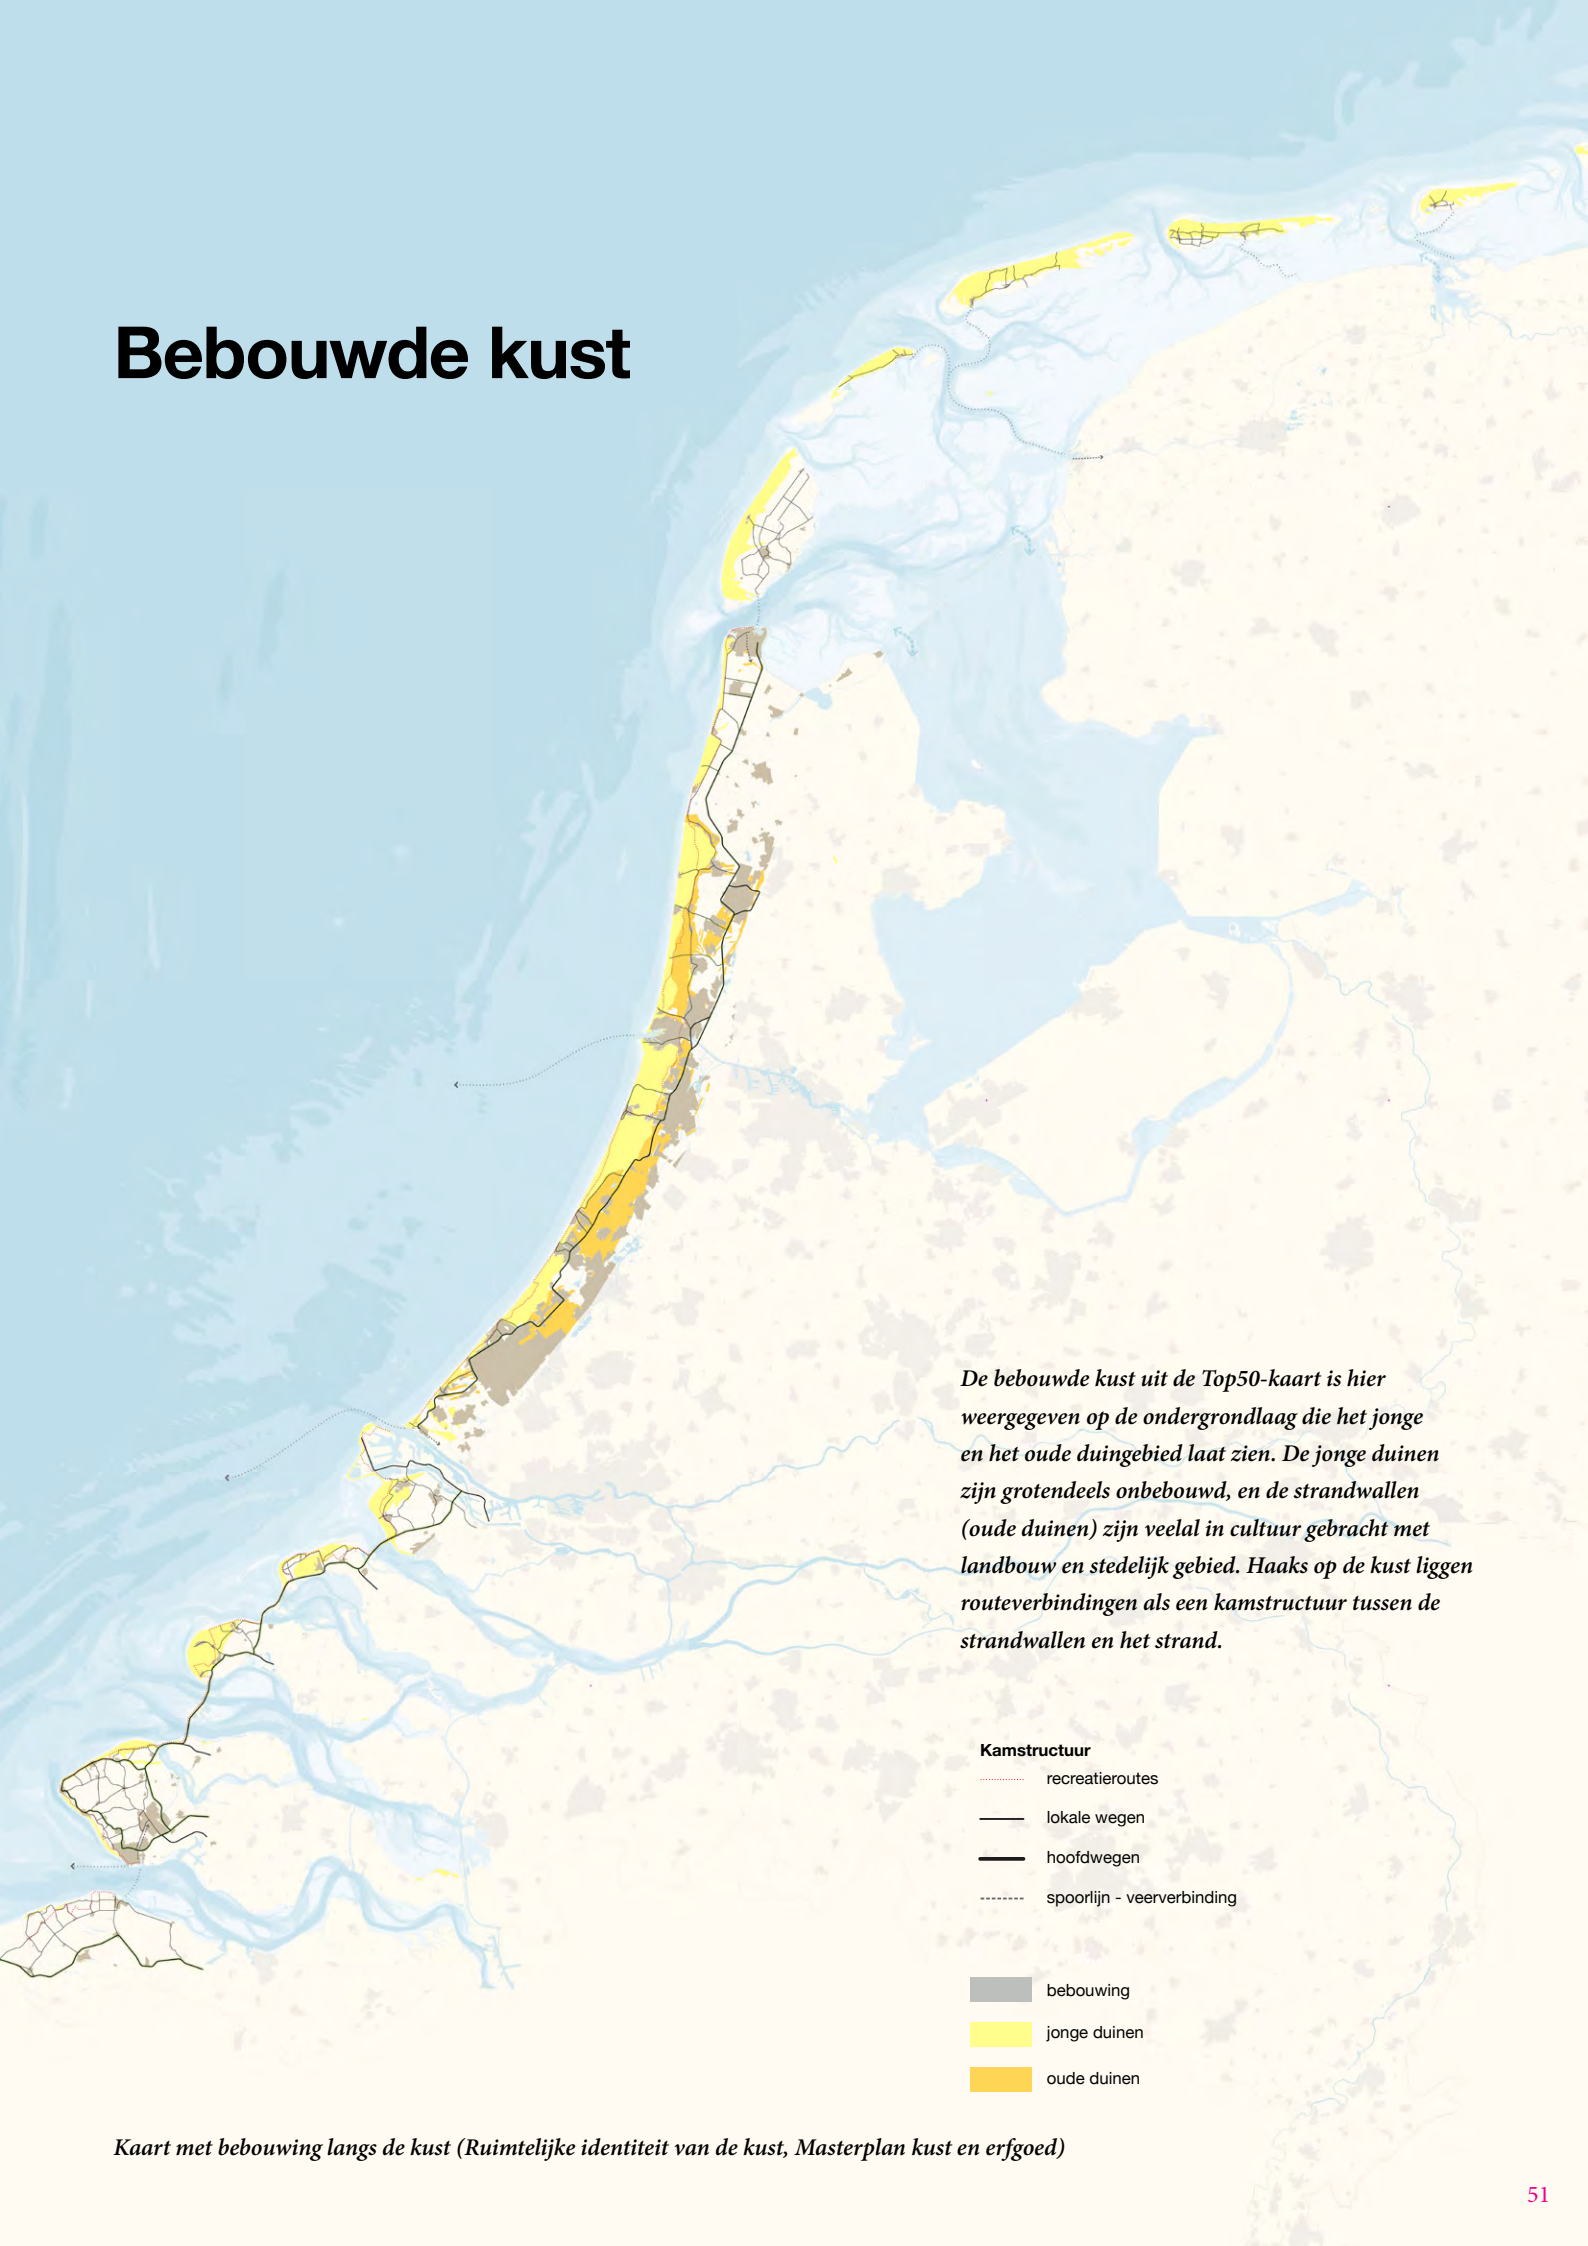 Bebouwde kust
De bebouwde kust uit de Top50-kaart is hier
weergegeven op de ondergrondlaag die het jonge
en het oude duingebied laat zien. De jonge duinen
zijn grotendeels onbebouwd, en de strandwallen
(oude duinen) zijn veelal in cultuur gebracht met
landbouw en stedelijk gebied. Haaks op de kust liggen
routeverbindingen als een kamstructuur tussen de
strandwallen en het strand.
Kamstructuur
recreatieroutes
lokale wegen
hoofdwegen
spoorlijn - veerverbinding
bebouwing
jonge duinen
oude duinen
Kaart met bebouwing langs de kust (Ruimtelijke identiteit van de kust, Masterplan kust en erfgoed)
51